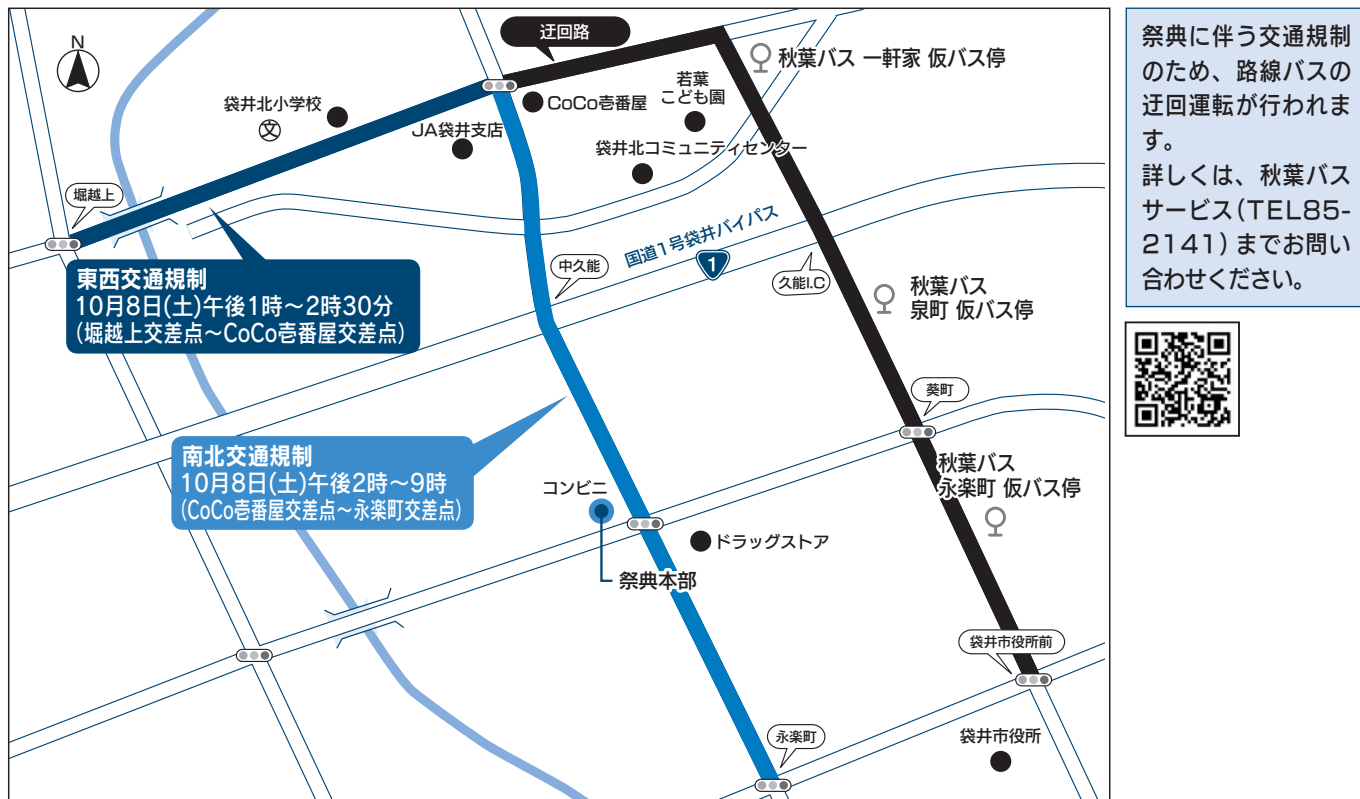 N
迂回路
秋葉バス 一軒家 仮バス停
若葉
こども園
袋井北小学校
文
CoCo壱番屋
JA袋井支店
袋井北コミュニティセンター
堀越上
国道1号袋井バイパス
1
中久能
久能I.C
東西交通規制
10月8日(土)午後1時～2時30分
(堀越上交差点～CoCo壱番屋交差点)
秋葉バス
泉町 仮バス停
葵町
南北交通規制
10月8日(土)午後2時～9時
(CoCo壱番屋交差点～永楽町交差点)
秋葉バス
永楽町 仮バス停
コンビニ
ドラッグストア
祭典本部
袋井市役所前
永楽町
袋井市役所
祭典に伴う交通規制
のため、路線バスの
迂回運転が行われま
す。
詳しくは、秋葉バス
サービス(TEL85-
2141)までお問い
合わせください。